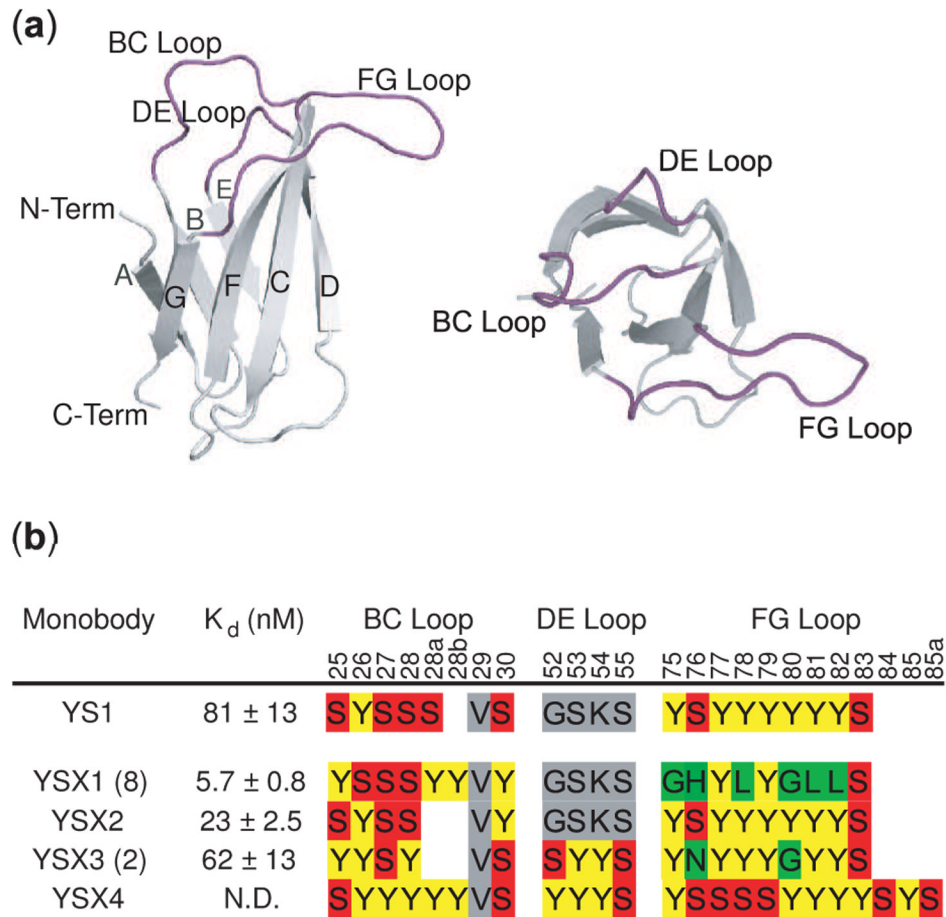 (a)
BC Loop
FG Loop
DE Loop
E
N-Term
B
A
G
F
C
D
C-Term
DE Loop
BC Loop
FG Loop
(b)
Monobody K d (nM) BC Loop DE Loop FG Loop
25 26 27 28 28a 28b 29 30 52 53 54 55 75 76 77 78 79 80 81 82 83 84 85 85a
YS1 81 ± 13 SYSSS VS GSKS YSYYYYYYS
YSX1 (8) 5.7 ± 0.8 YSSSYYVY GSKS GHYLYGLLS
YSX2 23 ± 2.5 SYSS VY GSKS YSYYYYYYS
YSX3 (2) 62 ± 13 YYSY VS SYYS YNYYYGYYS
YSX4 N.D. SYYYYYVS YYYS YSSSSYYYYSYS